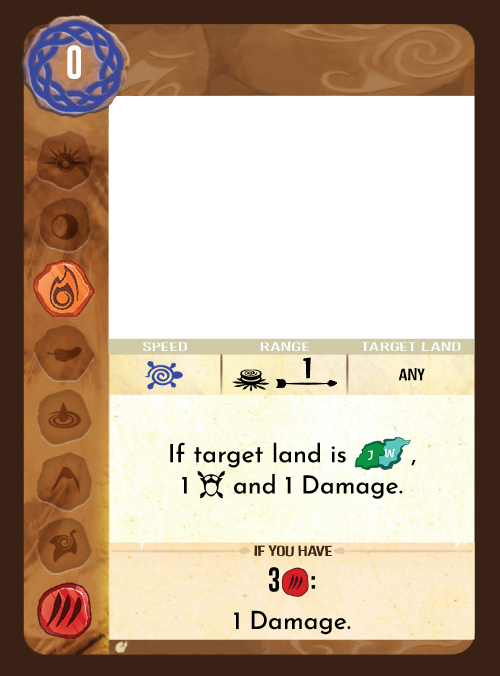 0
SPEED RANGE TARGET LAND
1 ANY
If target land is J W ,
1 and 1 Damage.
IF YOU HAVE
3 :
1 Damage.